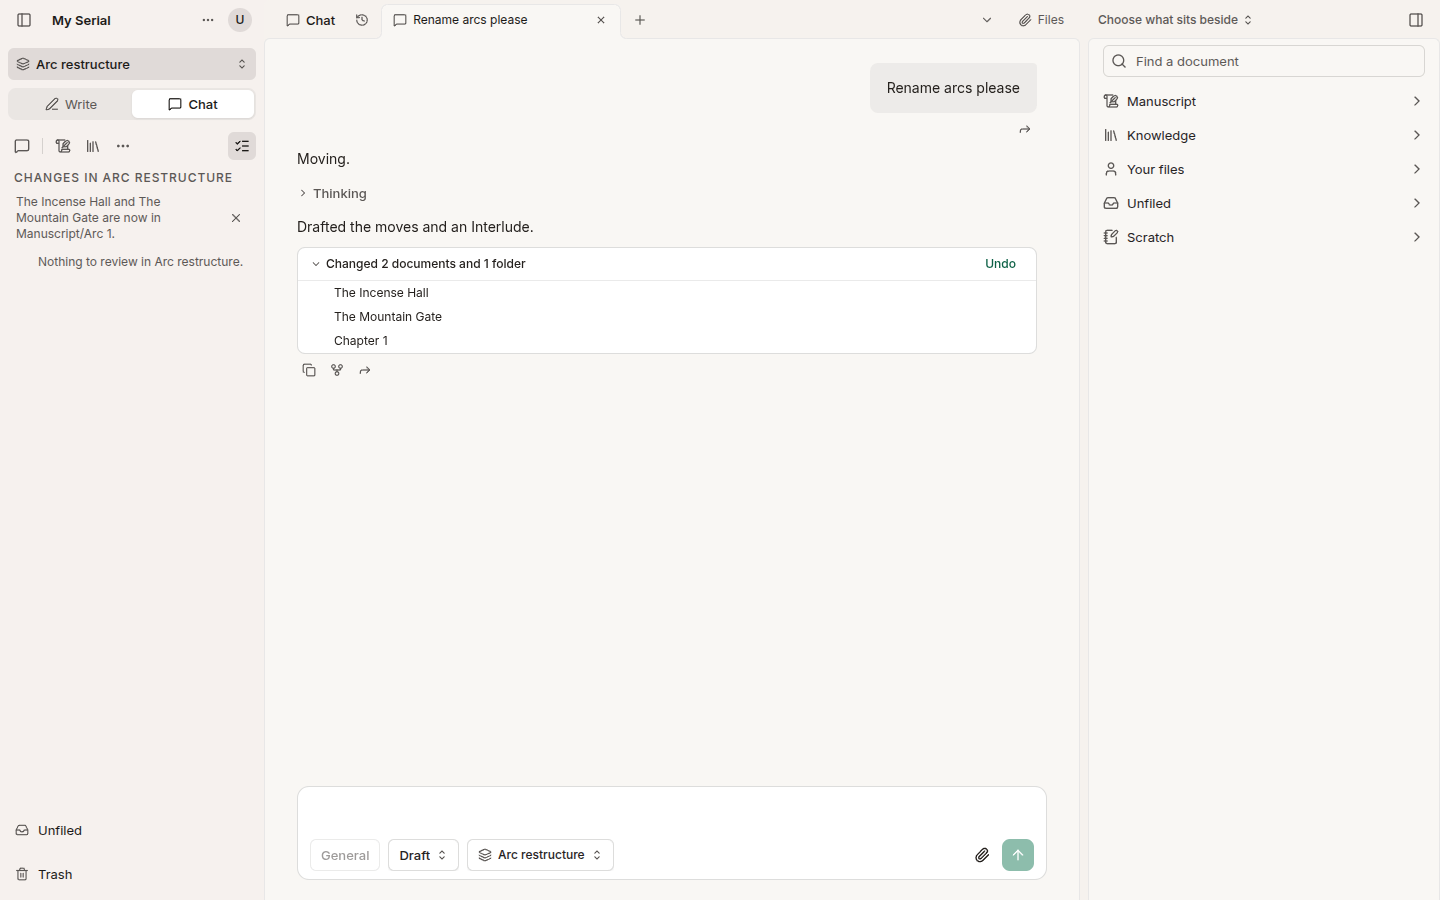 My Serial
U
Arc restructure
Write
Chat
CHANGES IN ARC RESTRUCTURE
The Incense Hall and The
Mountain Gate are now in
Manuscript/Arc 1.
Nothing to review in Arc restructure.
Unfiled
Trash
Chat
Rename arcs please
Files
Rename arcs please
Moving.
Thinking
Drafted the moves and an Interlude.
Changed 2 documents and 1 folder
Undo
The Incense Hall
The Mountain Gate
Chapter 1
General
Draft
Arc restructure
Choose what sits beside
Find a document
Manuscript
Knowledge
Your files
Unfiled
Scratch